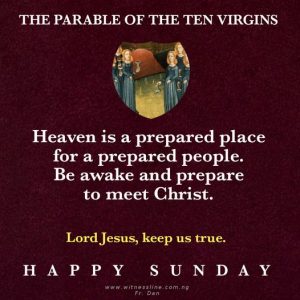 THE PARABLE OF THE TEN VIRGINS
Heaven is a prepared place
for a prepared people.
Be awake and prepare
to meet Christ.
Lord Jesus, keep us true.
HAPPY SUNDAY
www.witnessline.com.ng
Fr. Dan